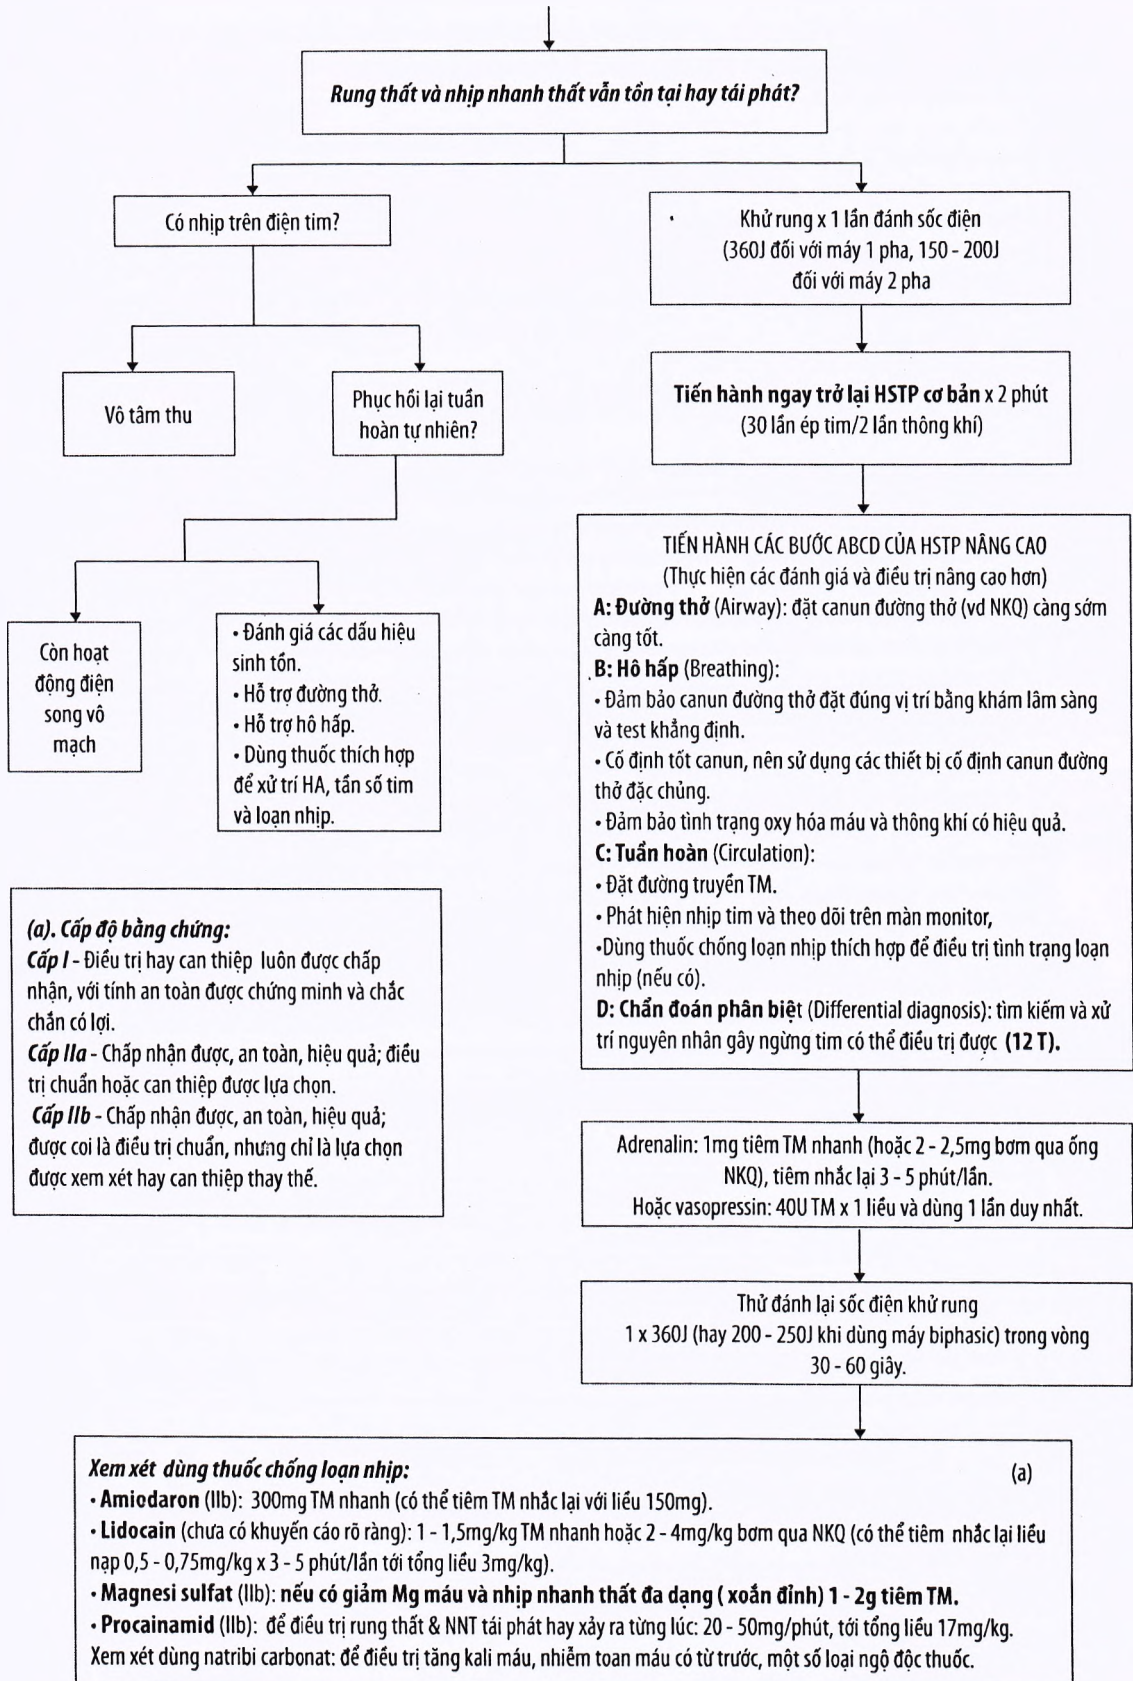 Rung thất và nhịp nhanh thất vẫn tồn tại hay tái phát?
Có nhịp trên điện tim?
Khử rung x 1 lần đánh sốc điện
(360J đối với máy 1 pha, 150 - 200J
đối với máy 2 pha
Vô tâm thu
Phục hồi lại tuần
hoàn tự nhiên?
Tiến hành ngay trở lại HSTP cơ bản x 2 phút
(30 lần ép tim/2 lần thông khí)
Còn hoạt
động điện
song vô
mạch
• Đánh giá các dấu hiệu
sinh tồn.
• Hỗ trợ đường thở.
• Hỗ trợ hô hấp.
• Dùng thuốc thích hợp
để xử trí HA, tần số tim
và loạn nhịp.
TIẾN HÀNH CÁC BƯỚC ABCD CỦA HSTP NÂNG CAO
(Thực hiện các đánh giá và điều trị nâng cao hơn)
A: Đường thở (Airway): đặt canun đường thở (vd NKQ) càng sớm
càng tốt.
B: Hô hấp (Breathing):
• Đảm bảo canun đường thở đặt đúng vị trí bằng khám lâm sàng
và test khẳng định.
• Cố định tốt canun, nên sử dụng các thiết bị cố định canun đường
thở đặc chủng.
• Đảm bảo tình trạng oxy hóa máu và thông khí có hiệu quả.
C: Tuần hoàn (Circulation):
• Đặt đường truyền TM.
• Phát hiện nhịp tim và theo dõi trên màn monitor,
•Dùng thuốc chống loạn nhịp thích hợp để điều trị tình trạng loạn
nhịp (nếu có).
D: Chẩn đoán phân biệt (Differential diagnosis): tìm kiếm và xử
trí nguyên nhân gây ngừng tim có thể điều trị được (12 T).
(a). Cấp độ bằng chứng:
Cấp I - Điều trị hay can thiệp luôn được chấp
nhận, với tính an toàn được chứng minh và chắc
chắn có lợi.
Cấp IIa - Chấp nhận được, an toàn, hiệu quả; điều
trị chuẩn hoặc can thiệp được lựa chọn.
Cấp IIb - Chấp nhận được, an toàn, hiệu quả;
được coi là điều trị chuẩn, nhưng chỉ là lựa chọn
được xem xét hay can thiệp thay thế.
Adrenalin: 1mg tiêm TM nhanh (hoặc 2 - 2,5mg bơm qua ống
NKQ), tiêm nhắc lại 3 - 5 phút/lần.
Hoặc vasopressin: 40U TM x 1 liều và dùng 1 lần duy nhất.
Thử đánh lại sốc điện khử rung
1 x 360J (hay 200 - 250J khi dùng máy biphasic) trong vòng
30 - 60 giây.
Xem xét dùng thuốc chống loạn nhịp: (a)
• Amiodaron (IIb): 300mg TM nhanh (có thể tiêm TM nhắc lại với liều 150mg).
• Lidocain (chưa có khuyến cáo rõ ràng): 1 - 1,5mg/kg TM nhanh hoặc 2 - 4mg/kg bơm qua NKQ (có thể tiêm nhắc lại liều
nạp 0,5 - 0,75mg/kg x 3 - 5 phút/lần tới tổng liều 3mg/kg).
• Magnesi sulfat (IIb): nếu có giảm Mg máu và nhịp nhanh thất đa dạng ( xoắn đỉnh) 1 - 2g tiêm TM.
• Procainamid (IIb): để điều trị rung thất & NNT tái phát hay xảy ra từng lúc: 20 - 50mg/phút, tới tổng liều 17mg/kg.
Xem xét dùng natribi carbonat: để điều trị tăng kali máu, nhiễm toan máu có từ trước, một số loại ngộ độc thuốc.